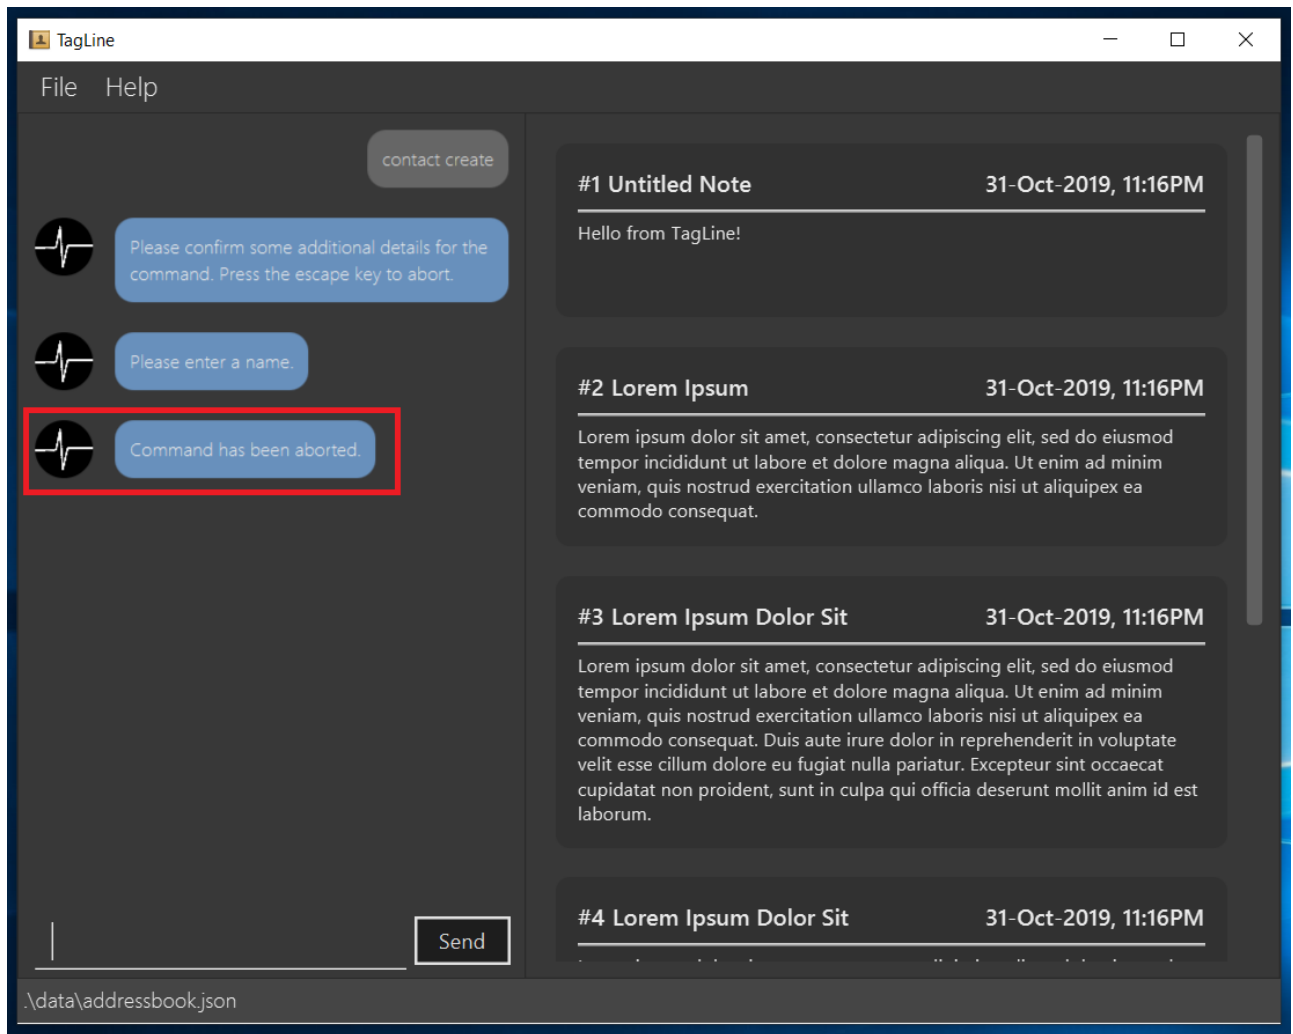 TagLine
File Help
contact create
Please confirm some additional details for the
command. Press the escape key to abort.
Please enter a name.
Command has been aborted.
Send
#1 Untitled Note 31-Oct-2019, 11:16PM
Hello from TagLine!
#2 Lorem Ipsum 31-Oct-2019, 11:16PM
Lorem ipsum dolor sit amet, consectetur adipiscing elit, sed do eiusmod
tempor incididunt ut labore et dolore magna aliqua. Ut enim ad minim
veniam, quis nostrud exercitation ullamco laboris nisi ut aliquipex ea
commodo consequat.
#3 Lorem Ipsum Dolor Sit 31-Oct-2019, 11:16PM
Lorem ipsum dolor sit amet, consectetur adipiscing elit, sed do eiusmod
tempor incididunt ut labore et dolore magna aliqua. Ut enim ad minim
veniam, quis nostrud exercitation ullamco laboris nisi ut aliquipex ea
commodo consequat. Duis aute irure dolor in reprehenderit in voluptate
velit esse cillum dolore eu fugiat nulla pariatur. Excepteur sint occaecat
cupidatat non proident, sunt in culpa qui officia deserunt mollit anim id est
laborum.
#4 Lorem Ipsum Dolor Sit 31-Oct-2019, 11:16PM
.\data\addressbook.json